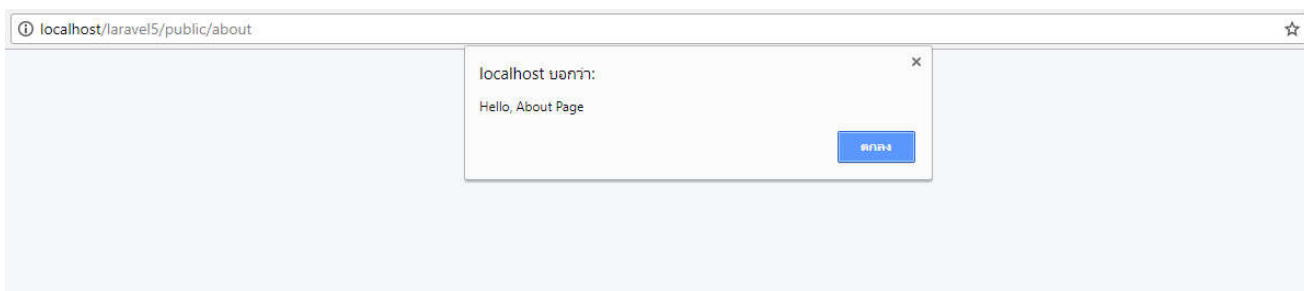 localhost/laravel5/public/about
localhost บอกว่า:
Hello, About Page
ตกลง